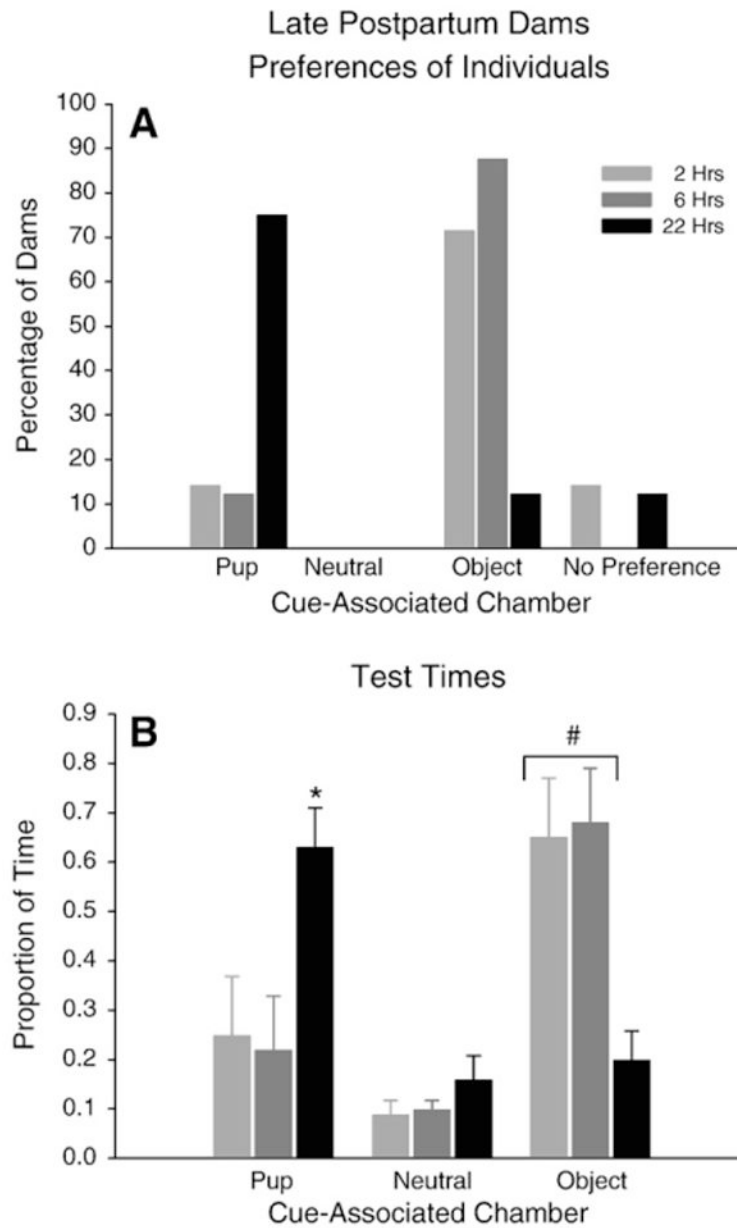 Late Postpartum Dams
Preferences of Individuals
A
100
90
80
70
60
50
40
30
20
10
0
Percentage of Dams
2 Hrs
6 Hrs
22 Hrs
Pup Neutral Object No Preference
Cue-Associated Chamber
Test Times
B
0.9
0.8
0.7
0.6
0.5
0.4
0.3
0.2
0.1
0.0
Proportion of Time
*
#
Pup Neutral Object
Cue-Associated Chamber